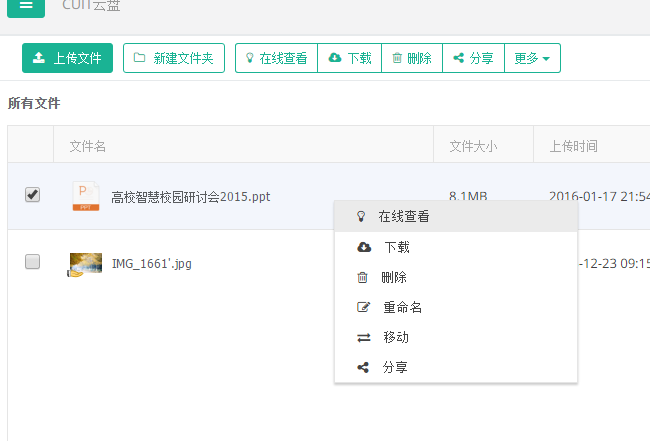 CUIT云盘
上传文件 新建文件夹 在线查看 下载 删除 分享 更多
所有文件
文件名 文件大小 上传时间
高校智慧校园研讨会2015.ppt 8.1MB 2016-01-17 21:54
IMG_1661'.jpg -12-23 09:15
在线查看
下载
删除
重命名
移动
分享